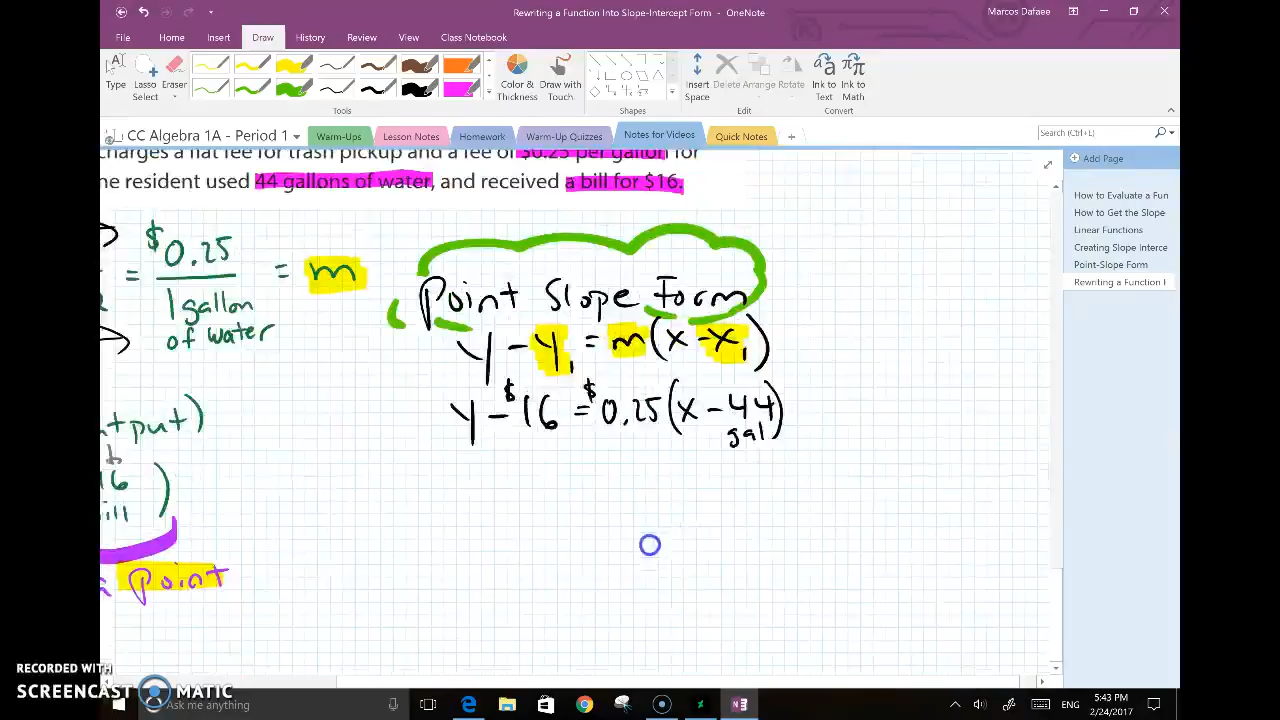 Rewriting a Function Into Slope-Intercept Form - OneNote
Marcos Dafaee
File Home Insert Draw History Review View Class Notebook
Type
Lasso Select
Eraser
Color & Thickness
Draw with Touch
Insert Space
Delete
Arrange
Rotate
Ink to Text
Ink to Math
Tools
Shapes
Edit
Convert
CC Algebra 1A - Period 1
Warm-Ups
Lesson Notes
Homework
Warm-Up Quizzes
Notes for Videos
Quick Notes
Search (Ctrl+E)
Add Page
How to Evaluate a Fun
How to Get the Slope
Linear Functions
Creating Slope Interce
Point-Slope Form
Rewriting a Function I
charges a flat fee for trash pickup and a fee of $0.25 per gallon for
ne resident used 44 gallons of water, and received a bill for $16.
= $0.25 / 1 gallon of water = m
Point Slope Form
y - y₁ = m(x - x₁)
y - $16 = $0.25(x - 44 gal)
utput)
16
ill
)
point
RECORDED WITH
SCREENCAST MATIC
Ask me anything
ENG
5:43 PM
2/24/2017